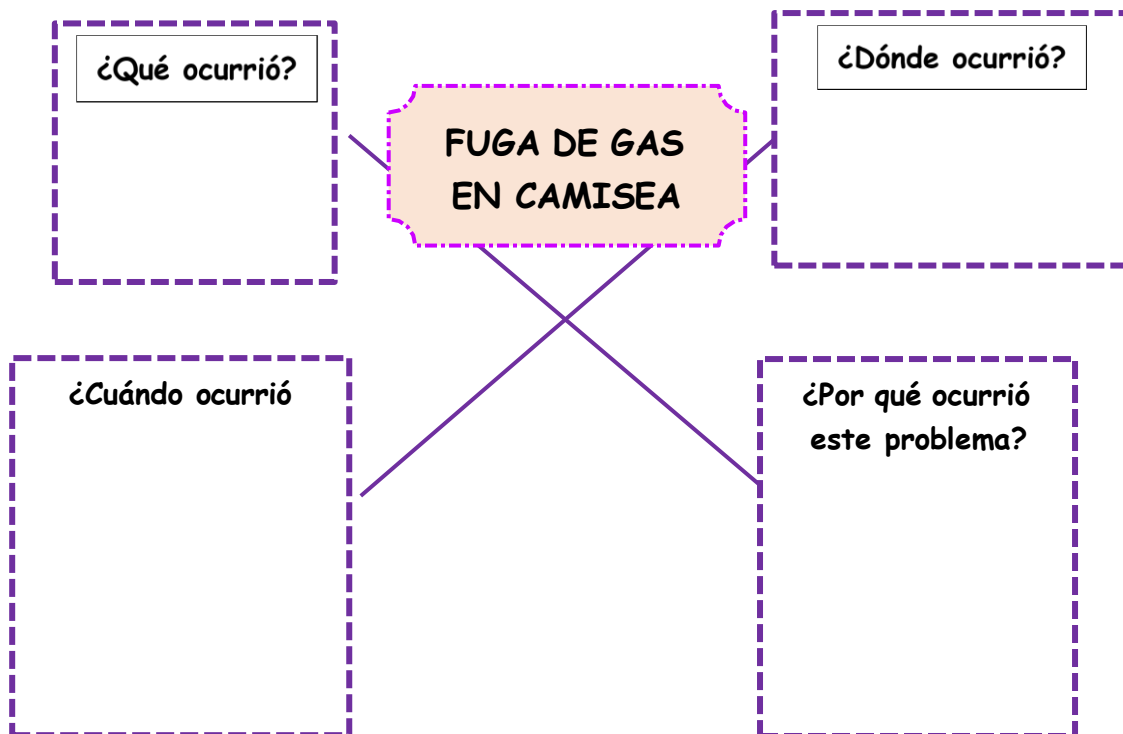 ¿Qué ocurrió?
¿Dónde ocurrió?
FUGA DE GAS
EN CAMISEA
¿Cuándo ocurrió
¿Por qué ocurrió
este problema?